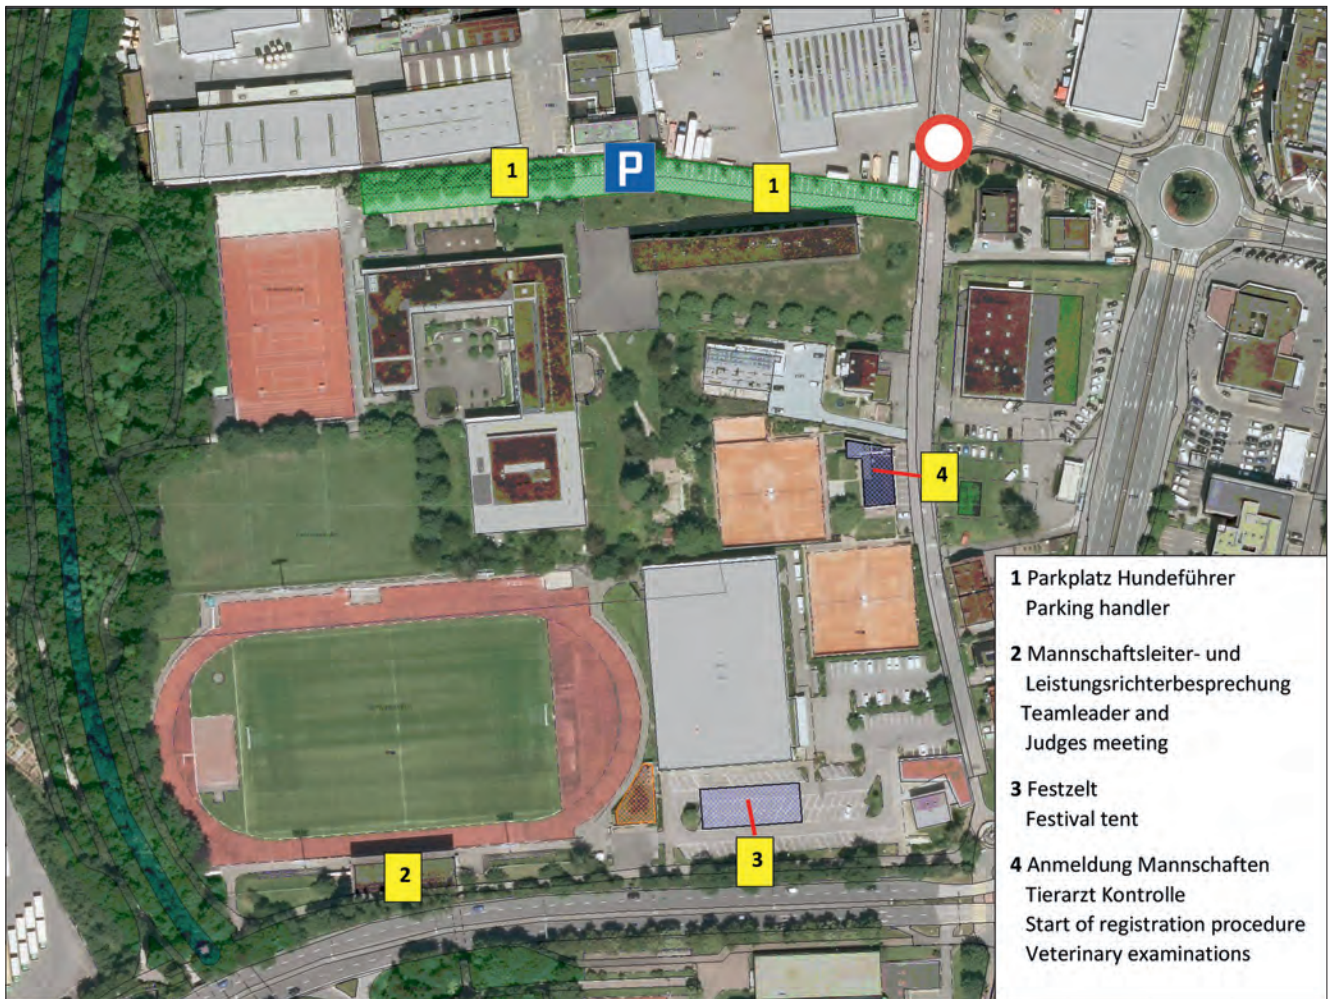 1
P
1
4
2
3
1 Parkplatz Hundeführer
Parking handler
2 Mannschaftsleiter- und
Leistungsrichterbesprechung
Teamleader and
Judges meeting
3 Festzelt
Festival tent
4 Anmeldung Mannschaften
Tierarzt Kontrolle
Start of registration procedure
Veterinary examinations